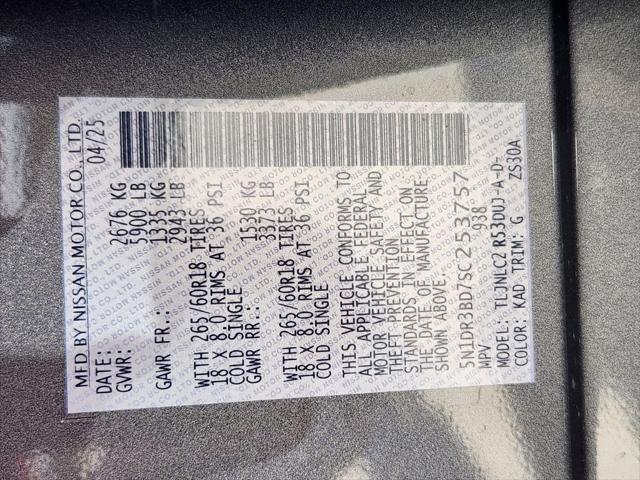 MFD BY NISSAN MOTOR CO., LTD.
DATE: 04/25
GVWR: 2676 KG
5900 LB
GAWR FR.: 1335 KG
2943 LB
WITH 265/60R18 TIRES
18 X 8.0 RIMS AT 36 PSI
COLD SINGLE
GAWR RR.: 1530 KG
3373 LB
WITH 265/60R18 TIRES
18 X 8.0 RIMS AT 36 PSI
COLD SINGLE
THIS VEHICLE CONFORMS TO
ALL APPLICABLE FEDERAL
MOTOR VEHICLE SAFETY AND
THEFT PREVENTION
STANDARDS IN EFFECT ON
THE DATE OF MANUFACTURE
SHOWN ABOVE.
5N1DR3BD7SC253757
MPV 938
MODEL: TL3NLC2 R53DUJ-A-D-
COLOR: KAD TRIM: G ZS30A